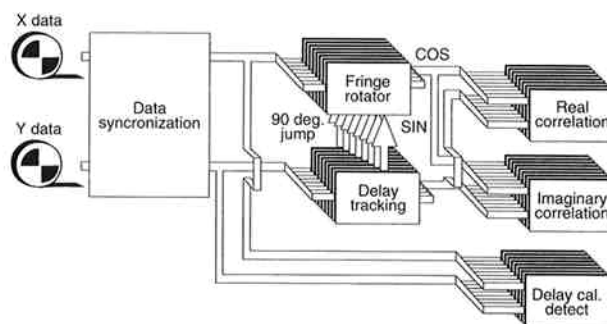 X data
COS
Fringe
rotator
Real
correlation
Data
syncronization
90 deg.
jump
SIN
Y data
Delay
tracking
Imaginary
correlation
Delay cal.
detect